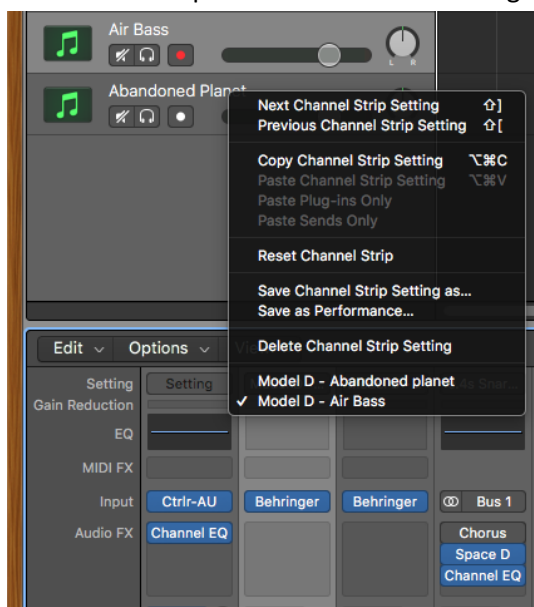 Air Bass
L R
Abandoned Planet
Next Channel Strip Setting ⇧]
Previous Channel Strip Setting ⇧[
Copy Channel Strip Setting ⌥⌘C
Paste Channel Strip Setting ⌥⌘V
Paste Plug-ins Only
Paste Sends Only
Reset Channel Strip
Save Channel Strip Setting as...
Save as Performance...
Delete Channel Strip Setting
Model D - Abandoned planet
✓ Model D - Air Bass
Edit Options
Setting Setting
Gain Reduction
EQ
MIDI FX
Input Ctrlr-AU Behringer Behringer Bus 1
Audio FX Channel EQ Chorus
Space D
Channel EQ